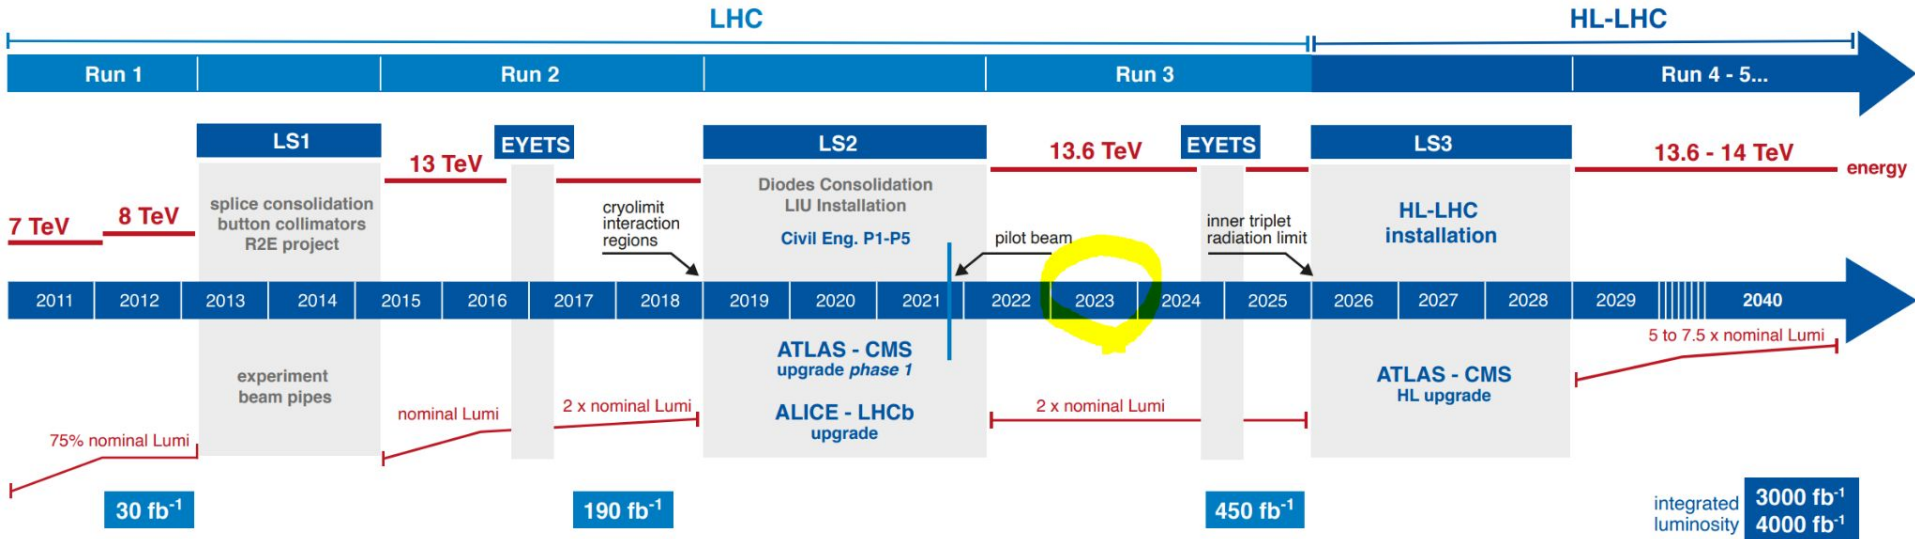 LHC
HL-LHC
Run 1
Run 2
Run 3
Run 4 - 5...
LS1
EYETS
LS2
EYETS
LS3
7 TeV
8 TeV
13 TeV
13.6 TeV
13.6 - 14 TeV
energy
splice consolidation
button collimators
R2E project
cryolimit
interaction
regions
Diodes Consolidation
LIU Installation
Civil Eng. P1-P5
pilot beam
inner triplet
radiation limit
HL-LHC
installation
2011 2012 2013 2014 2015 2016 2017 2018 2019 2020 2021 2022 2023 2024 2025 2026 2027 2028 2029 2040
experiment
beam pipes
ATLAS - CMS
upgrade phase 1
ALICE - LHCb
upgrade
ATLAS - CMS
HL upgrade
75% nominal Lumi
nominal Lumi
2 x nominal Lumi
2 x nominal Lumi
5 to 7.5 x nominal Lumi
30 fb⁻¹
190 fb⁻¹
450 fb⁻¹
integrated
luminosity
3000 fb⁻¹
4000 fb⁻¹